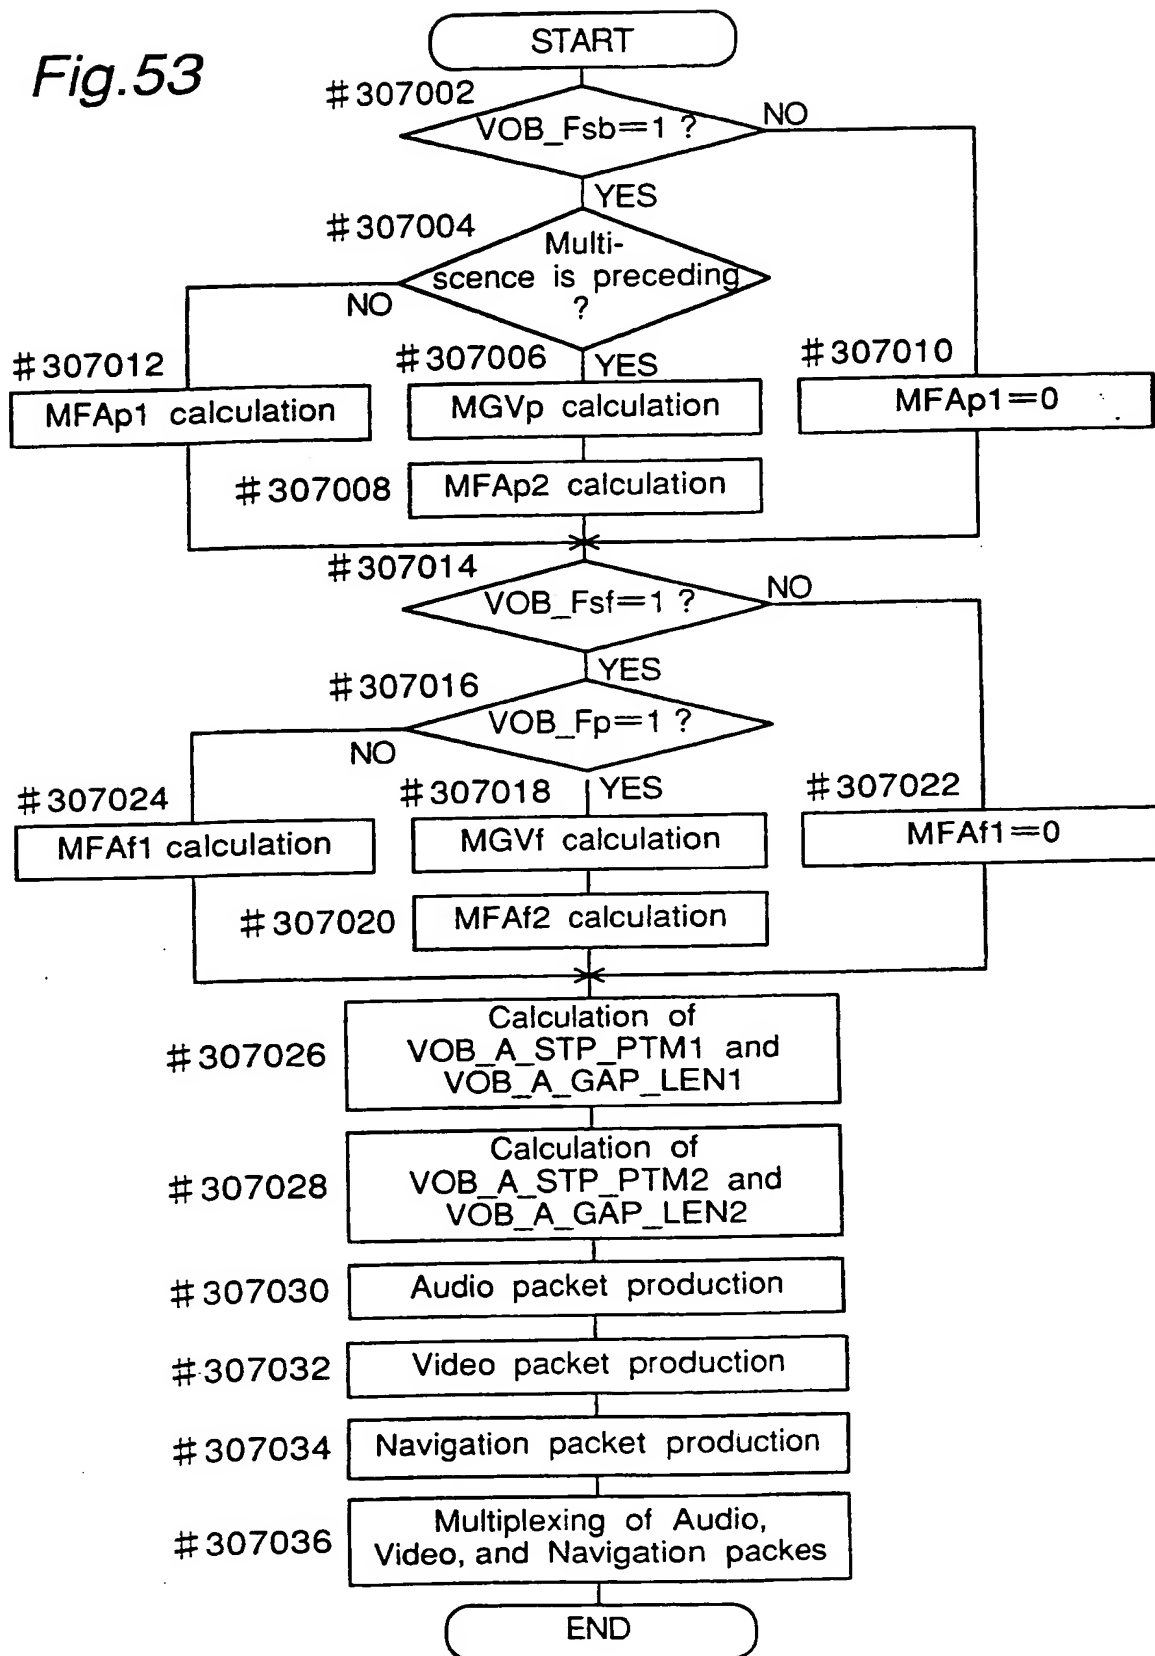 Fig.53
START
#307002
VOB_Fsb=1 ?
NO
YES
#307004
Multi-
scence is preceding
?
NO
YES
#307012
#307006
#307010
MFAp1 calculation
MGVp calculation
MFAp1=0
#307008
MFAp2 calculation
#307014
VOB_Fsf=1 ?
NO
YES
#307016
VOB_Fp=1 ?
NO
YES
#307024
#307018
#307022
MFAf1 calculation
MGVf calculation
MFAf1=0
#307020
MFAf2 calculation
#307026
Calculation of
VOB_A_STP_PTM1 and
VOB_A_GAP_LEN1
#307028
Calculation of
VOB_A_STP_PTM2 and
VOB_A_GAP_LEN2
#307030
Audio packet production
#307032
Video packet production
#307034
Navigation packet production
#307036
Multiplexing of Audio,
Video, and Navigation packes
END